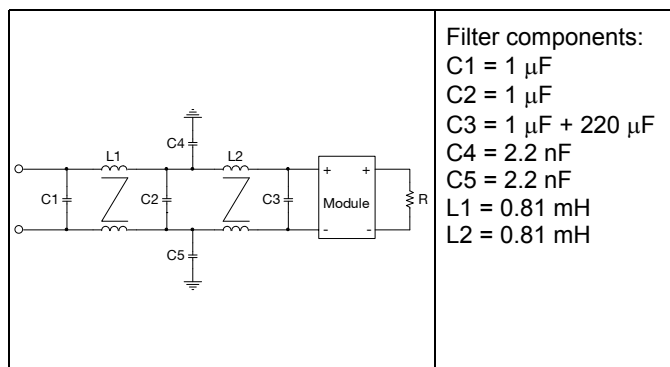 Filter components:
C1 = 1 μF
C2 = 1 μF
C3 = 1 μF + 220 μF
C4 = 2.2 nF
C5 = 2.2 nF
L1 = 0.81 mH
L2 = 0.81 mH
C4
L1
L2
+ +
C1
C2
C3
Module
R
- -
C5